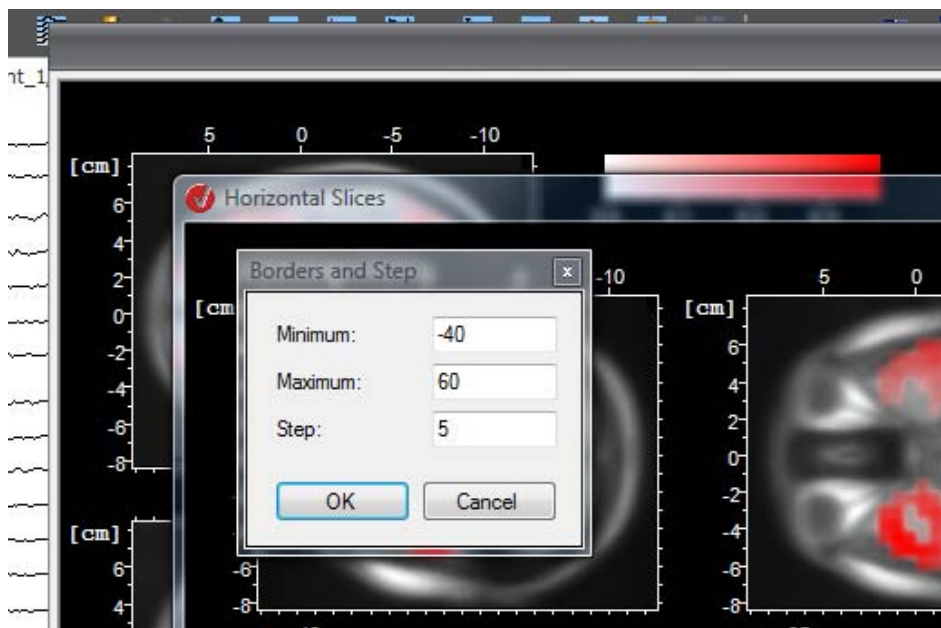 nt_1
5 0 -5 -10
[cm]
6
4
2
0
-2
-4
-6
-8
Horizontal Slices
Borders and Step
Minimum: -40
Maximum: 60
Step: 5
OK Cancel
[cm
-10
-6
-8
[cm]
5 0
6
4
2
0
-2
-4
-6
-8
[cm]
6
4